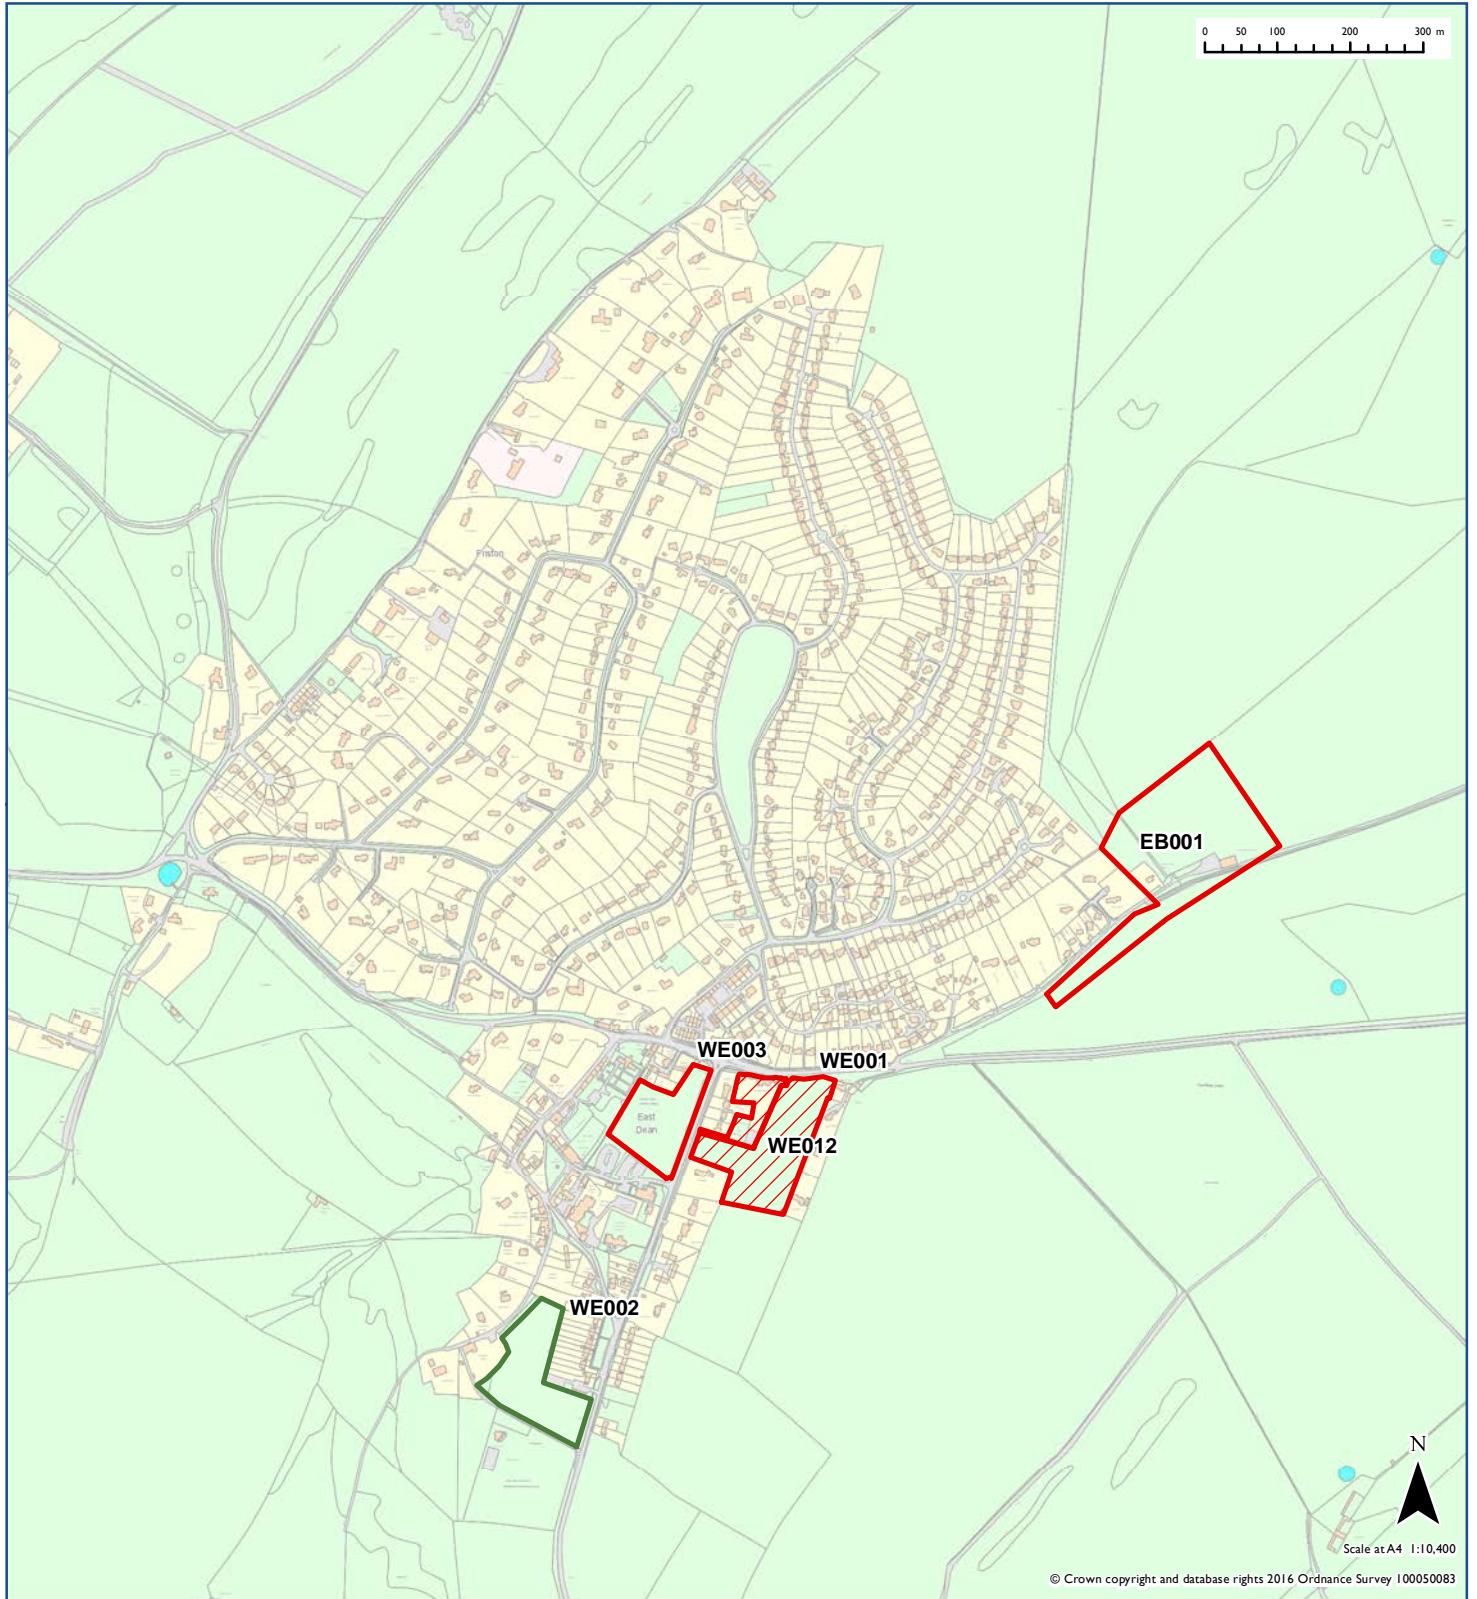 0 50 100 200 300 m
Friston
EB001
WE003
WE001
East
Dean
WE012
WE002
N
Scale at A4 1:10,400
© Crown copyright and database rights 2016 Ordnance Survey 100050083